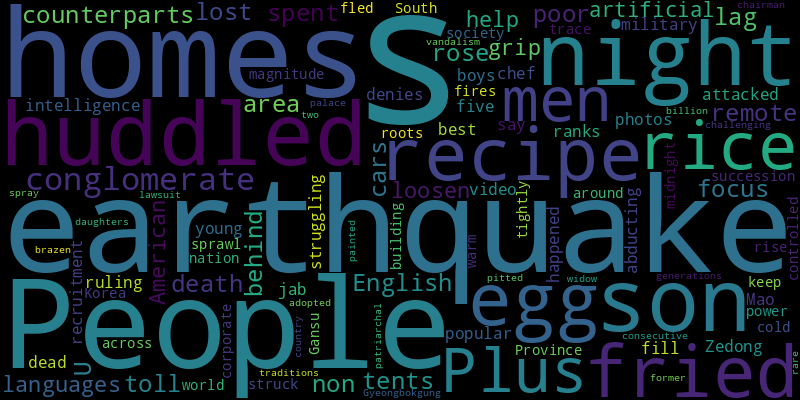 counterparts lost spent fled South poor artificial chairman
homes S society help trace military lag
magnitude vandalism rose grip night
intelligence area palace boys chef men attacked
huddled two denies fires five photos remote
roots best say ranks billion challenging
conglomerate cars recipe rice
loosen video tightly around midnight succession focus
spray lawsuit
earthquake
daughters American behind struggling building painted happened abducting controlled
brazen young sprawl nation warm rise
recruitment ruling death jab English pitted widow generations keep
Korea adopted egg son Mao power
People Gansu country patriarchal popular consecutive cold
across corporate Province fill Zedong
dead U traditions Plus fried former rare
languages toll world struck non tents Gyeongbokgung